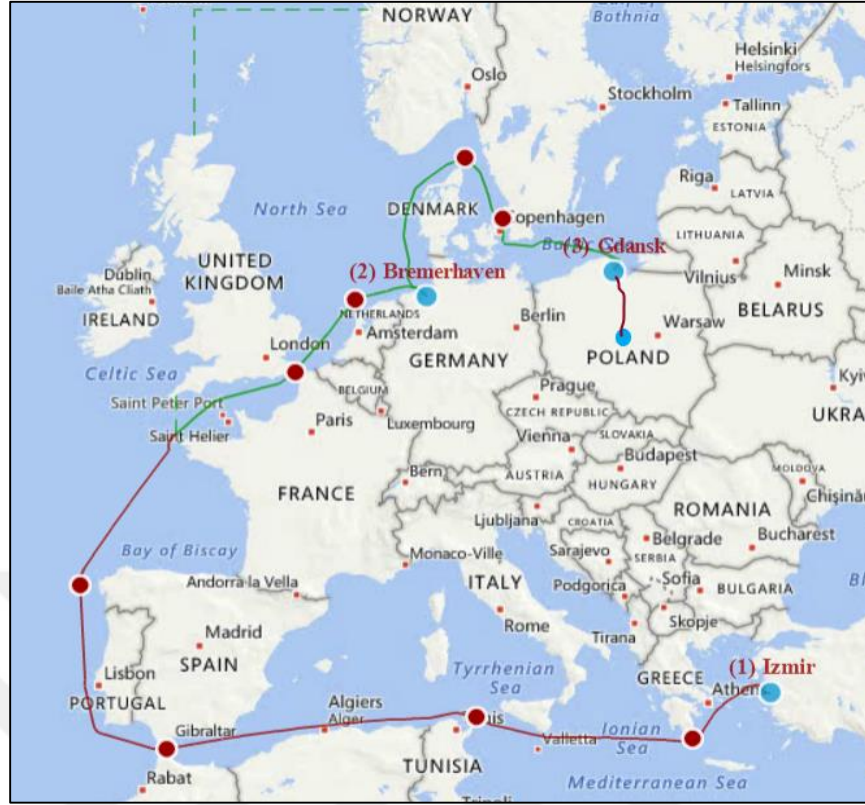 Gulf of
Bothnia
NORWAY
Helsinki
Helsingfors
Oslo
Stockholm
Tallinn
ESTONIA
Riga
LATVIA
North Sea
DENMARK
Copenhagen
LITHUANIA
(3) Gdansk
Vilnius
Minsk
UNITED
KINGDOM
Dublin
Baile Atha Cliath
IRELAND
(2) Bremerhaven
BELARUS
NETHERLANDS
Amsterdam
Berlin
Warsaw
POLAND
London
GERMANY
Celtic Sea
BELGIUM
Prague
Saint Peter Port
Saint Helier
Paris
Luxembourg
CZECH REPUBLIC
UKRA
SLOVAKIA
Vienna
Budapest
AUSTRIA
HUNGARY
MOLDOVA
Bern
FRANCE
Chişinău
ROMANIA
Ljubljana
CROATIA
Bay of Biscay
Monaco-Ville
ITALY
Sarajevo
Belgrade
SERBIA
Bucharest
Andorra la Vella
Podgorica
Sofia
BULGARIA
Rome
Skopje
Madrid
SPAIN
Tirana
Tyrrhenian
Sea
(1) Izmir
Lisbon
PORTUGAL
GREECE
Algiers
Alger
Gibraltar
Ionian
Sea
Valletta
TUNISIA
Rabat
Mediterranean Sea